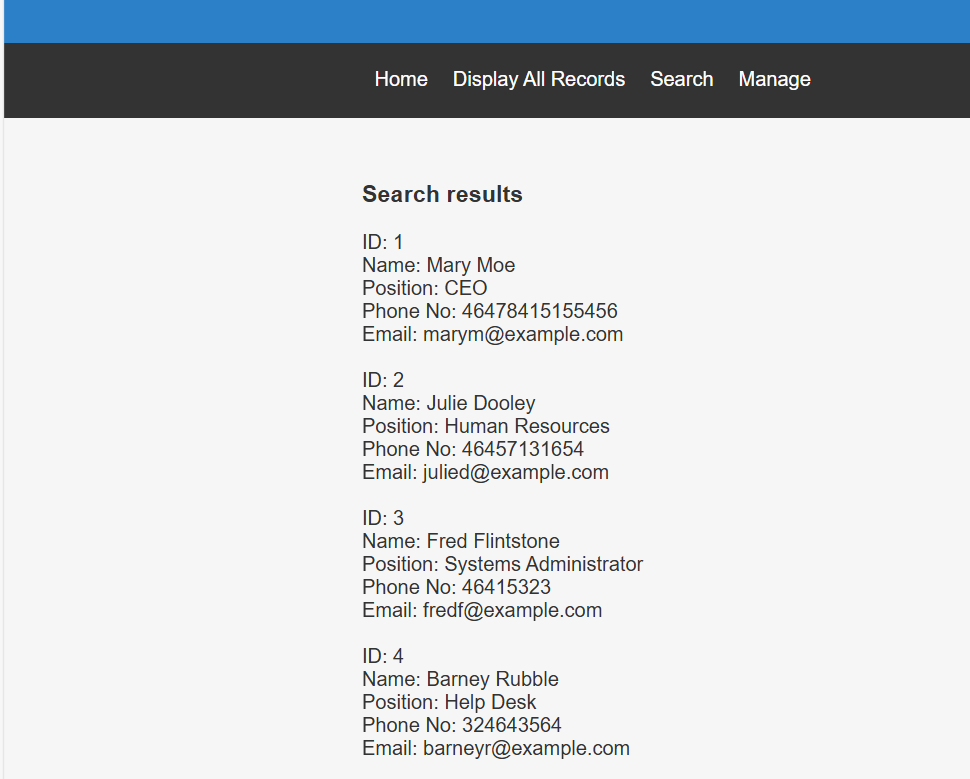 Home Display All Records Search Manage
Search results
ID: 1
Name: Mary Moe
Position: CEO
Phone No: 46478415155456
Email: marym@example.com
ID: 2
Name: Julie Dooley
Position: Human Resources
Phone No: 46457131654
Email: julied@example.com
ID: 3
Name: Fred Flintstone
Position: Systems Administrator
Phone No: 46415323
Email: fredf@example.com
ID: 4
Name: Barney Rubble
Position: Help Desk
Phone No: 324643564
Email: barneyr@example.com